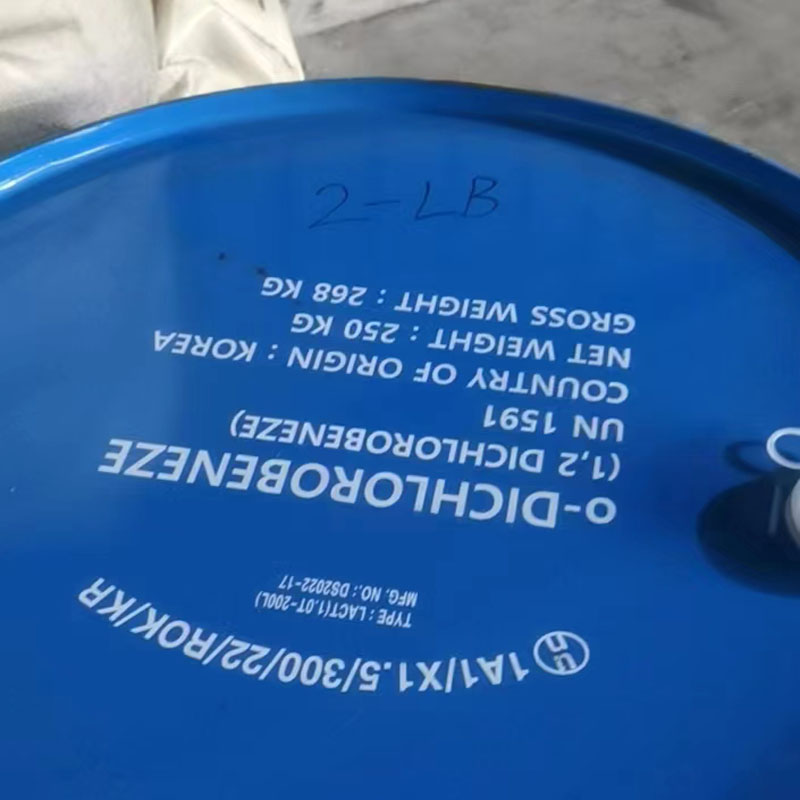 2-LB
UN 1A1/X1.5/300/22/ROK/KR
TYPE : LACT(1.0T-200L)
MFG. NO.: DS2022-17
o-DICHLOROBENEZE
(1,2 DICHLOROBENEZE)
UN 1591
COUNTRY OF ORIGIN : KOREA
NET WEIGHT : 250 KG
GROSS WEIGHT : 268 KG